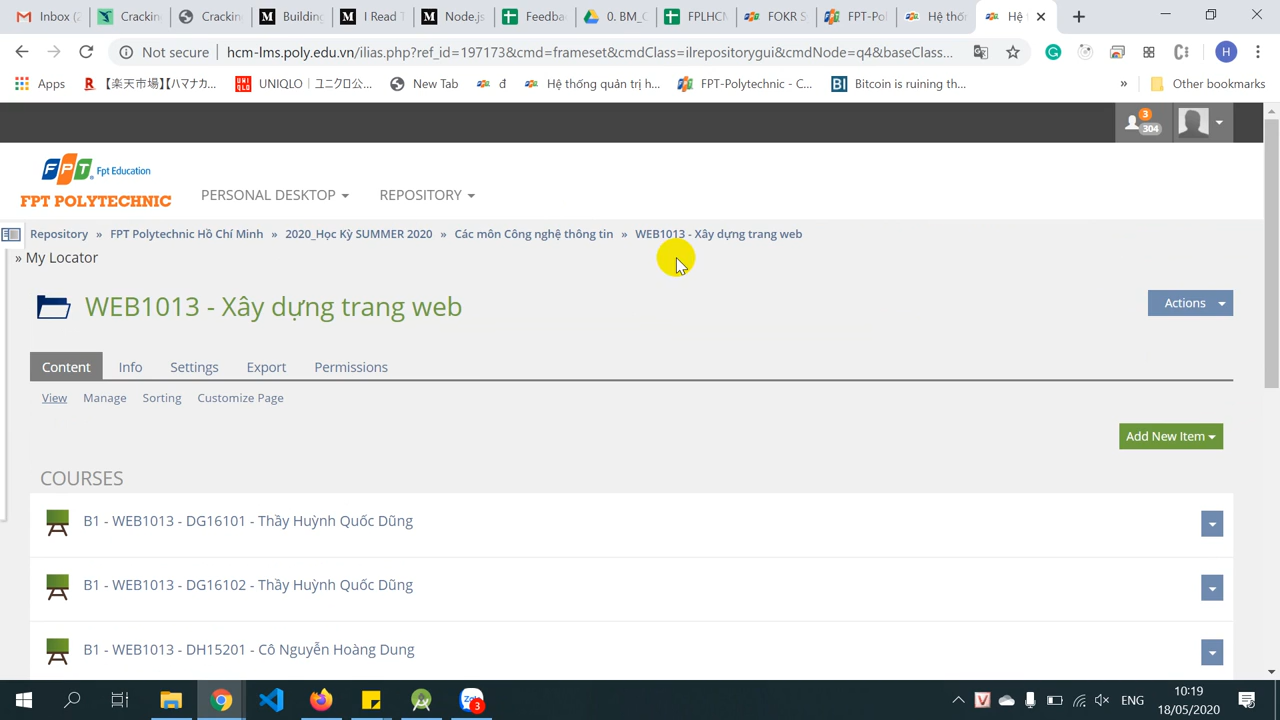 Inbox (2
Crackin
Crackin
Building
I Read T
Node.js
Feedba
0. BM_C
FPLHCM
FOKR S
FPT-Pol
Hệ thố
Hệ t
Not secure
hcm-lms.poly.edu.vn/ilias.php?ref_id=197173&cmd=frameset&cmdClass=ilrepositorygui&cmdNode=q4&baseClass...
H
Apps
【楽天市場】【ハマナカ...
UNIQLO｜ユニクロ公...
New Tab
đ
Hệ thống quản trị h...
FPT-Polytechnic - C...
BI
Bitcoin is ruining th...
»
Other bookmarks
3
304
FPT Fpt Education
FPT POLYTECHNIC
PERSONAL DESKTOP
REPOSITORY
Repository » FPT Polytechnic Hồ Chí Minh » 2020_Học Kỳ SUMMER 2020 » Các môn Công nghệ thông tin » WEB1013 - Xây dựng trang web
» My Locator
WEB1013 - Xây dựng trang web
Actions
Content Info Settings Export Permissions
View Manage Sorting Customize Page
Add New Item
COURSES
B1 - WEB1013 - DG16101 - Thầy Huỳnh Quốc Dũng
B1 - WEB1013 - DG16102 - Thầy Huỳnh Quốc Dũng
B1 - WEB1013 - DH15201 - Cô Nguyễn Hoàng Dung
Zalo
3
V
ENG
10:19
18/05/2020